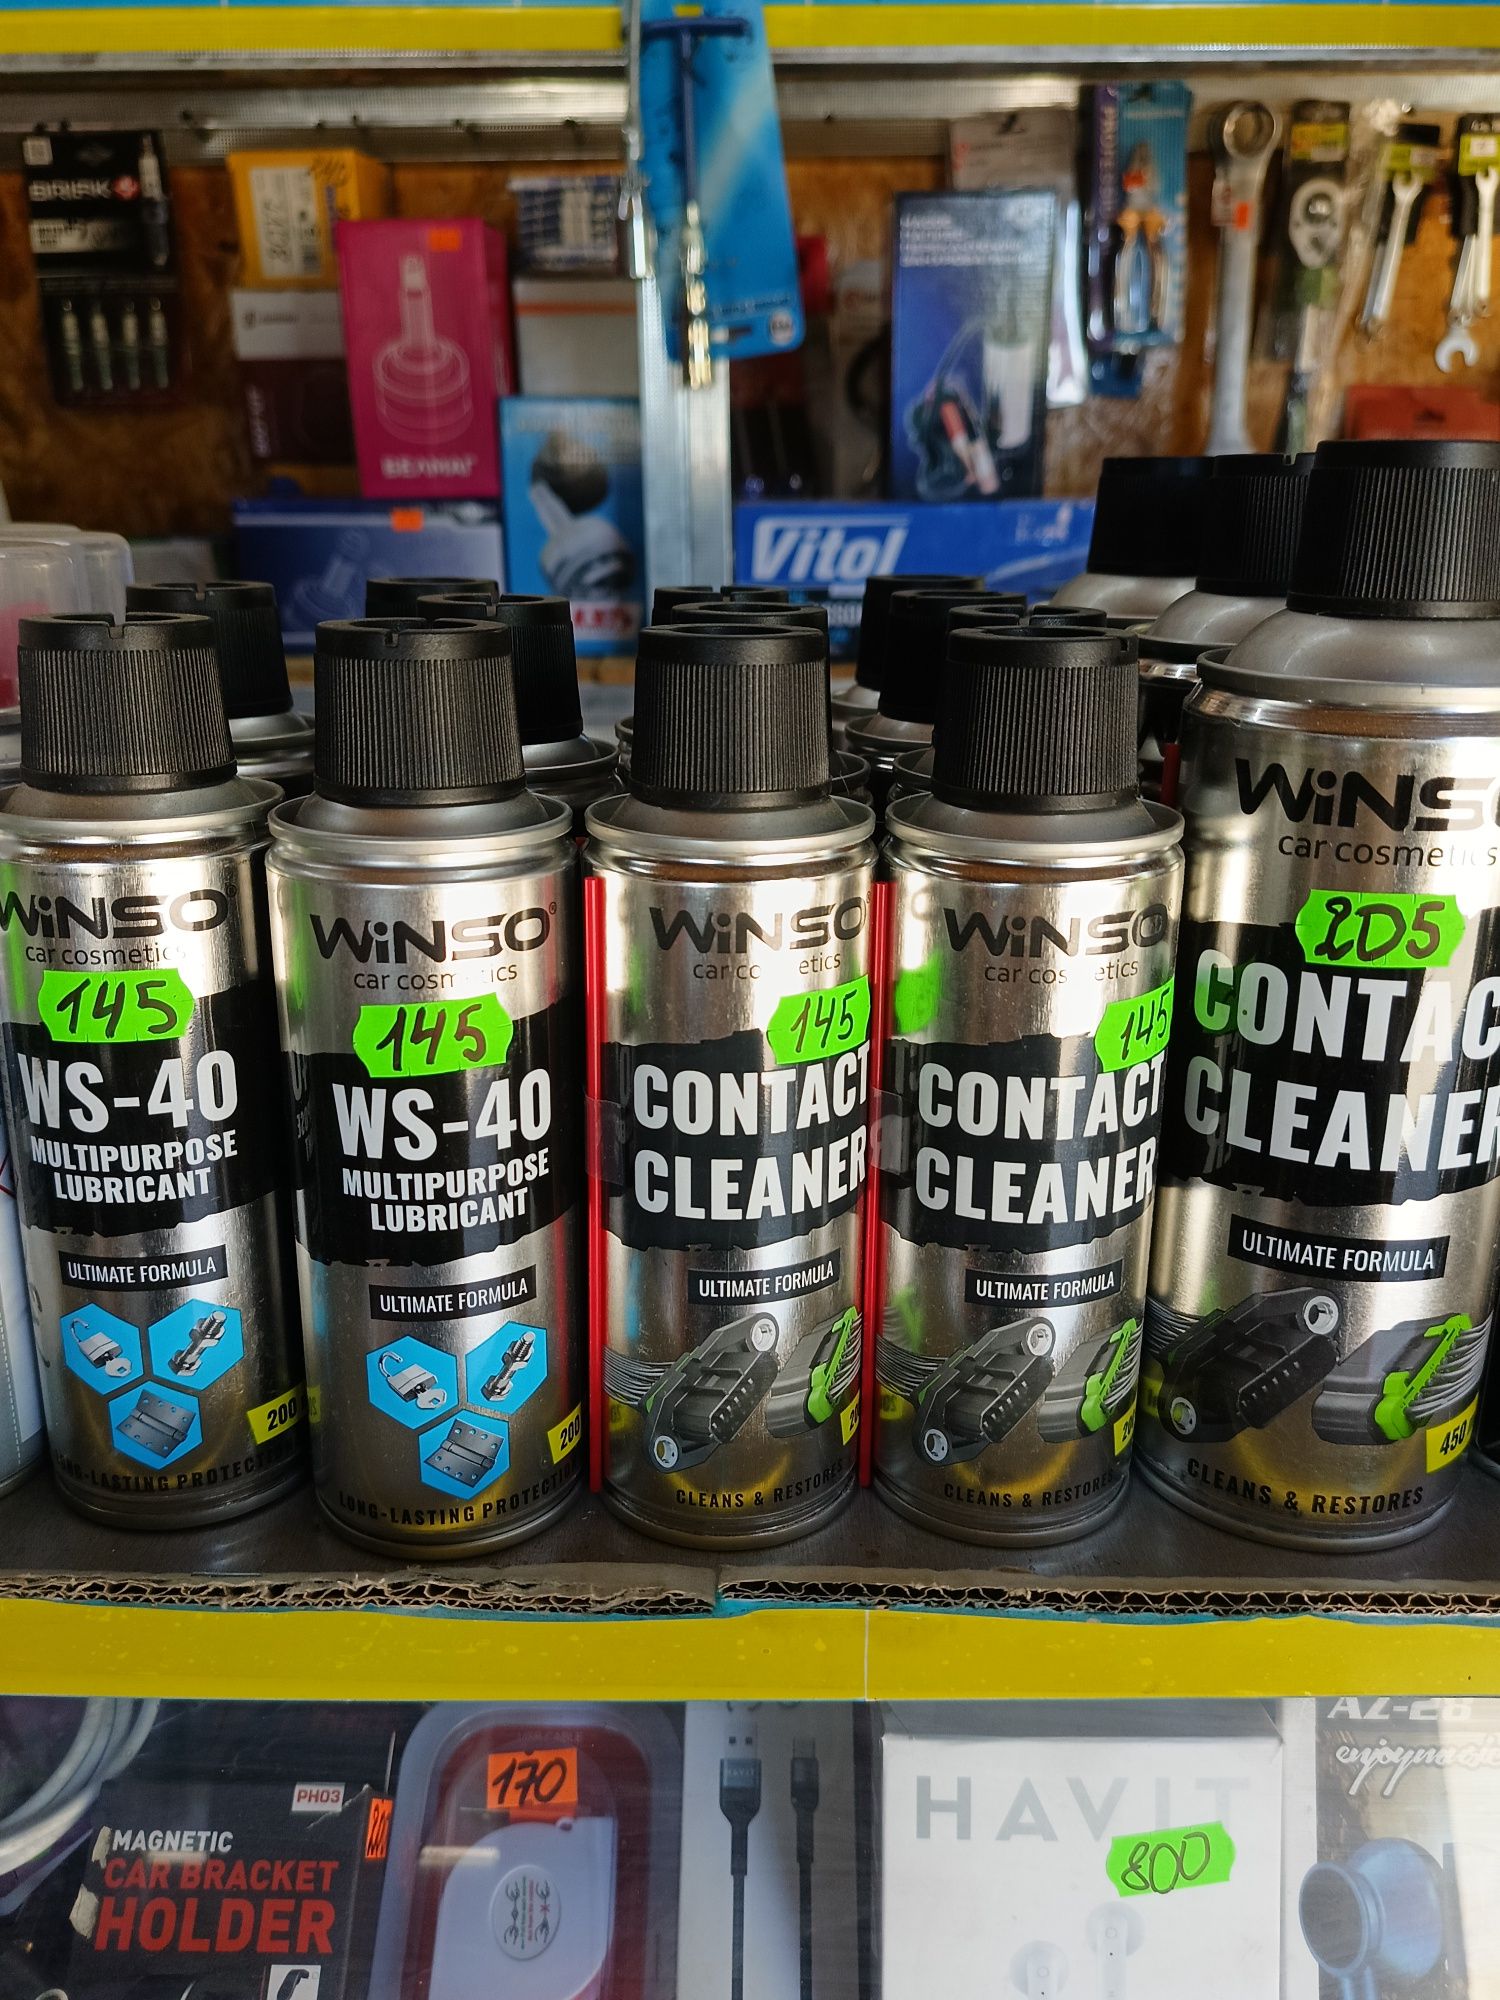 BRISK
Vitol
WINSO®
car cosmetics
145
WS-40
MULTIPURPOSE
LUBRICANT
ULTIMATE FORMULA
200
LONG-LASTING PROTECTION
WINSO®
car cosmetics
145
WS-40
MULTIPURPOSE
LUBRICANT
ULTIMATE FORMULA
200
LONG-LASTING PROTECTION
WINSO
car cosmetics
145
CONTACT
CLEANER
ULTIMATE FORMULA
CLEANS & RESTORES
WINSO
car cosmetics
145
CONTACT
CLEANER
ULTIMATE FORMULA
CLEANS & RESTORES
WINSO
car cosmetics
205
CONTAC
CLEANER
ULTIMATE FORMULA
450
CLEANS & RESTORES
PH03
MAGNETIC
CAR BRACKET
HOLDER
170
HAVIT
800